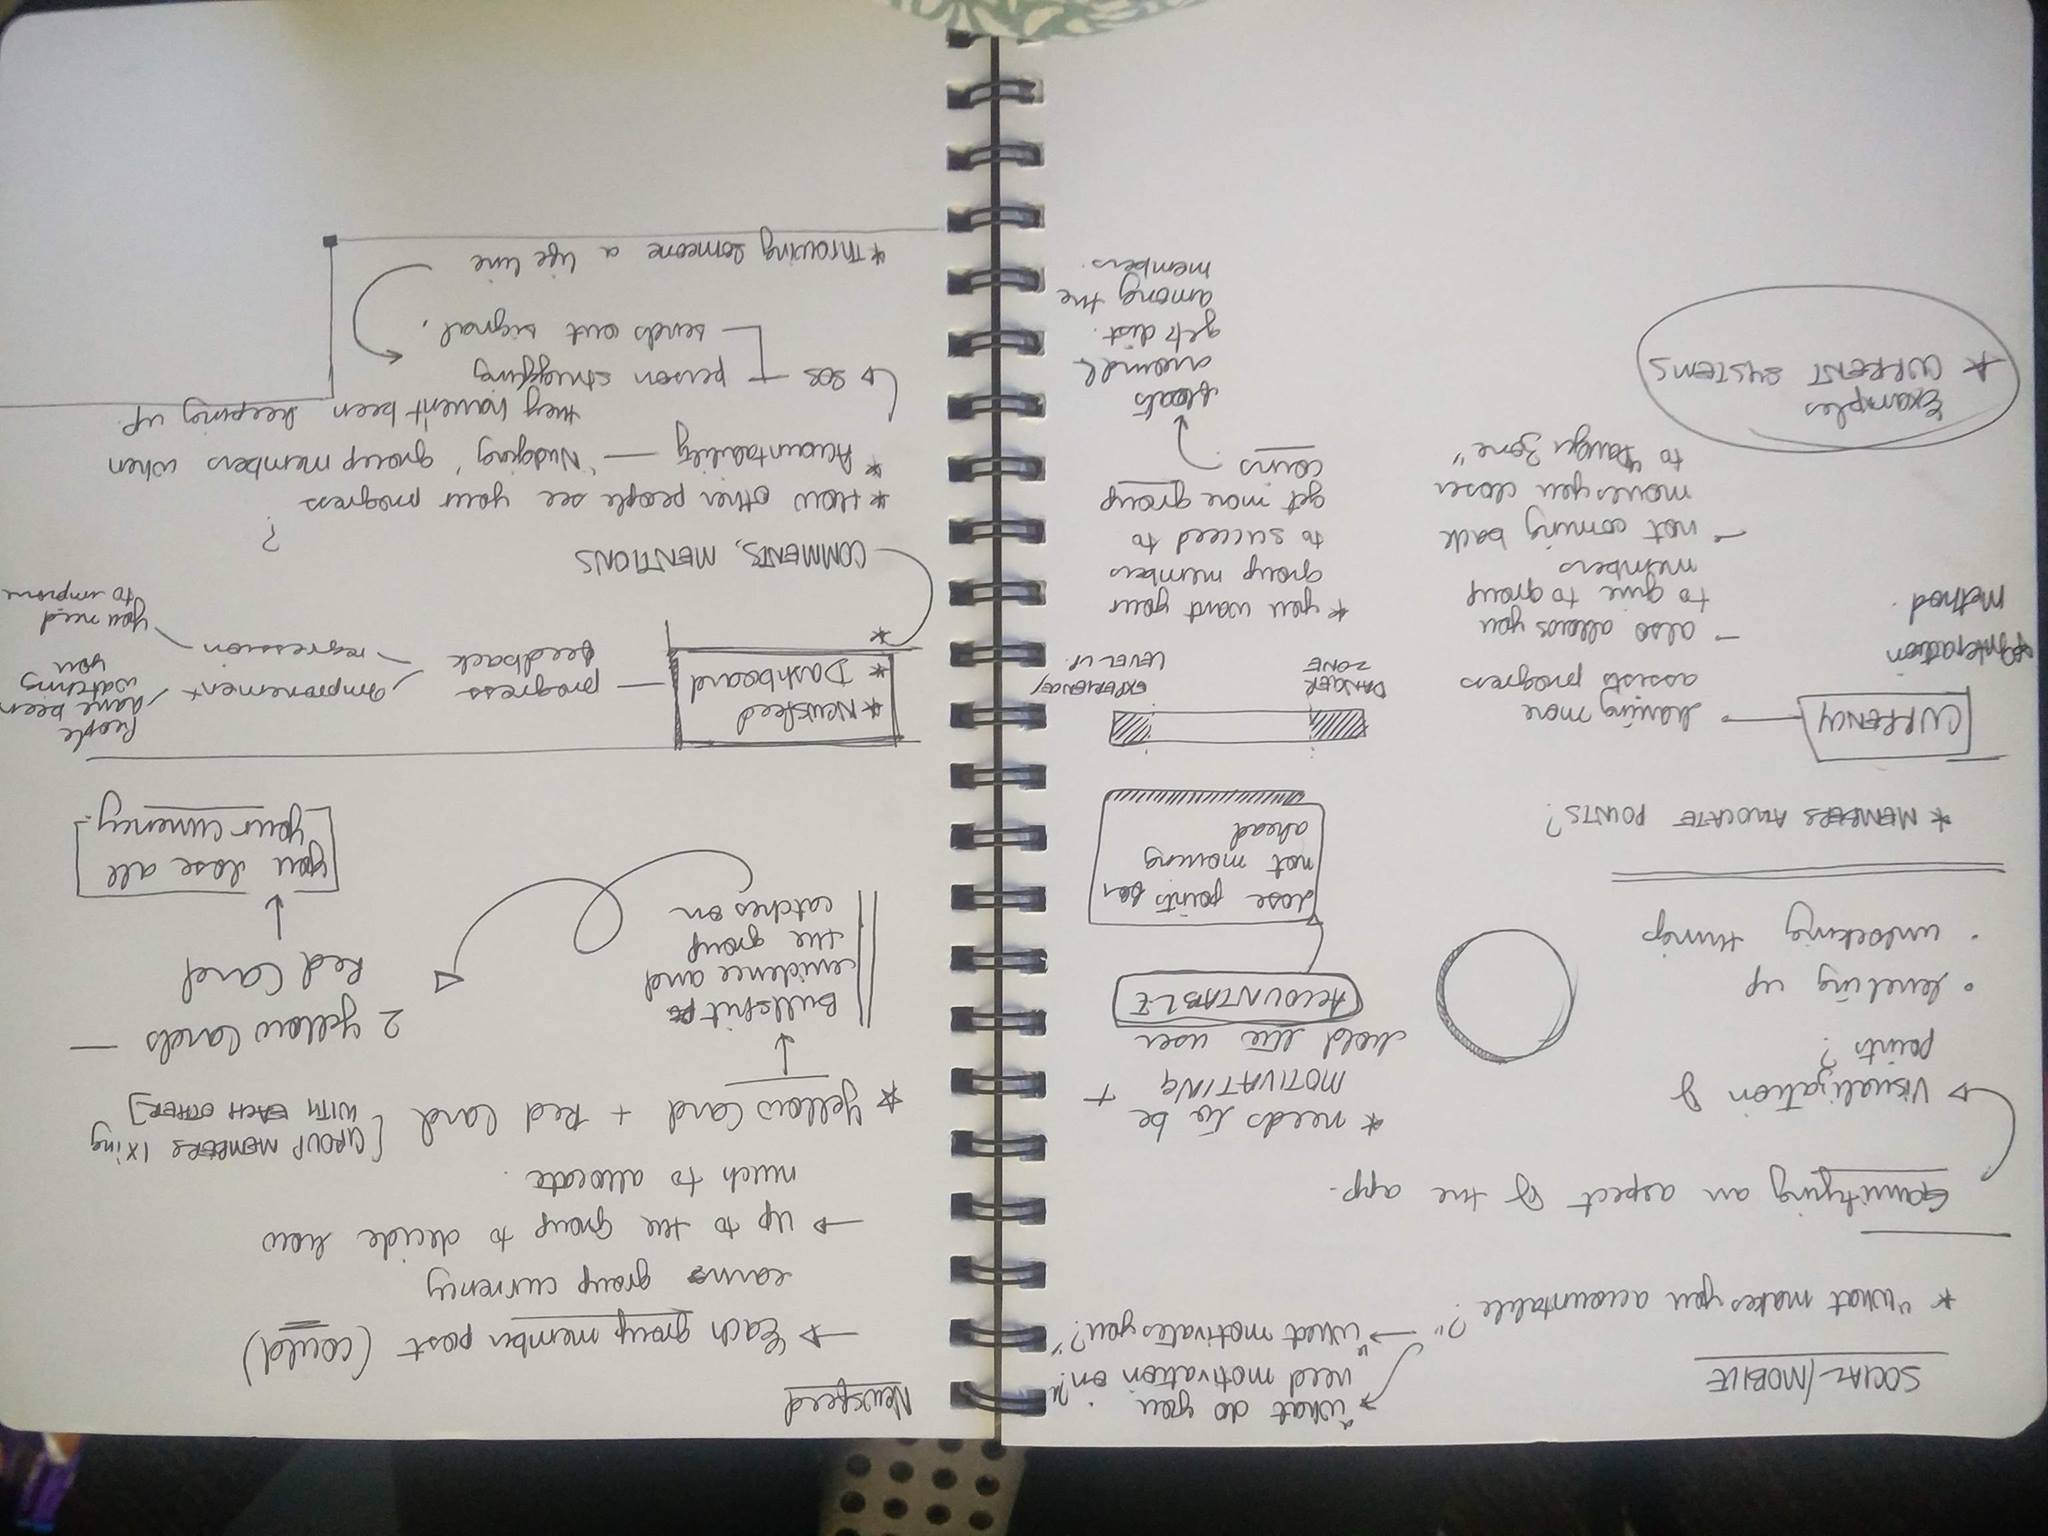 SOCIAL/MOBILE
"What do you
need motivation on?"
* "What makes you accountable?"
"What motivates you?"
Gamifying an aspect of the app.
Visualization of
points?
• leveling up
• unlocking things
* needs to be
MOTIVATING +
hold the user
ACCOUNTABLE
lose points for
not moving
ahead
* MEMBERS ALLOCATE POINTS?
CURRENCY
* Interaction
Method.
having more
assists progress
- also allows you
to give to group
members
- not coming back
moves you closer
to "Danger Zone"
DANGER
ZONE
EXPERIENCE/
LEVEL UP.
* you want your
group members
to succeed to
get more group
coins
floats
around &
gets dist.
among the
members.
Examples
* CURRENT SYSTEMS
Newsfeed
→ Each group member post (could)
earns group currency
→ Up to the group to decide how
much to allocate.
* Yellow Card + Red Card [GROUP MEMBERS IXing
WITH EACH OTHER]
Bullshit
evidence and
the group
catches on
2 Yellow Cards —
Red Card
you lose all
your currency.
* Newsfeed
* Dashboard
*
progress
feedback
improvement
regression
People
have been
watching
you
you need
to improve
COMMENTS, MENTIONS
* HOW other people see your progress?
* Accountability — 'Nudging' group members when
they haven't been keeping up.
SOS — person struggling
sends out signal.
* Throwing someone a life line